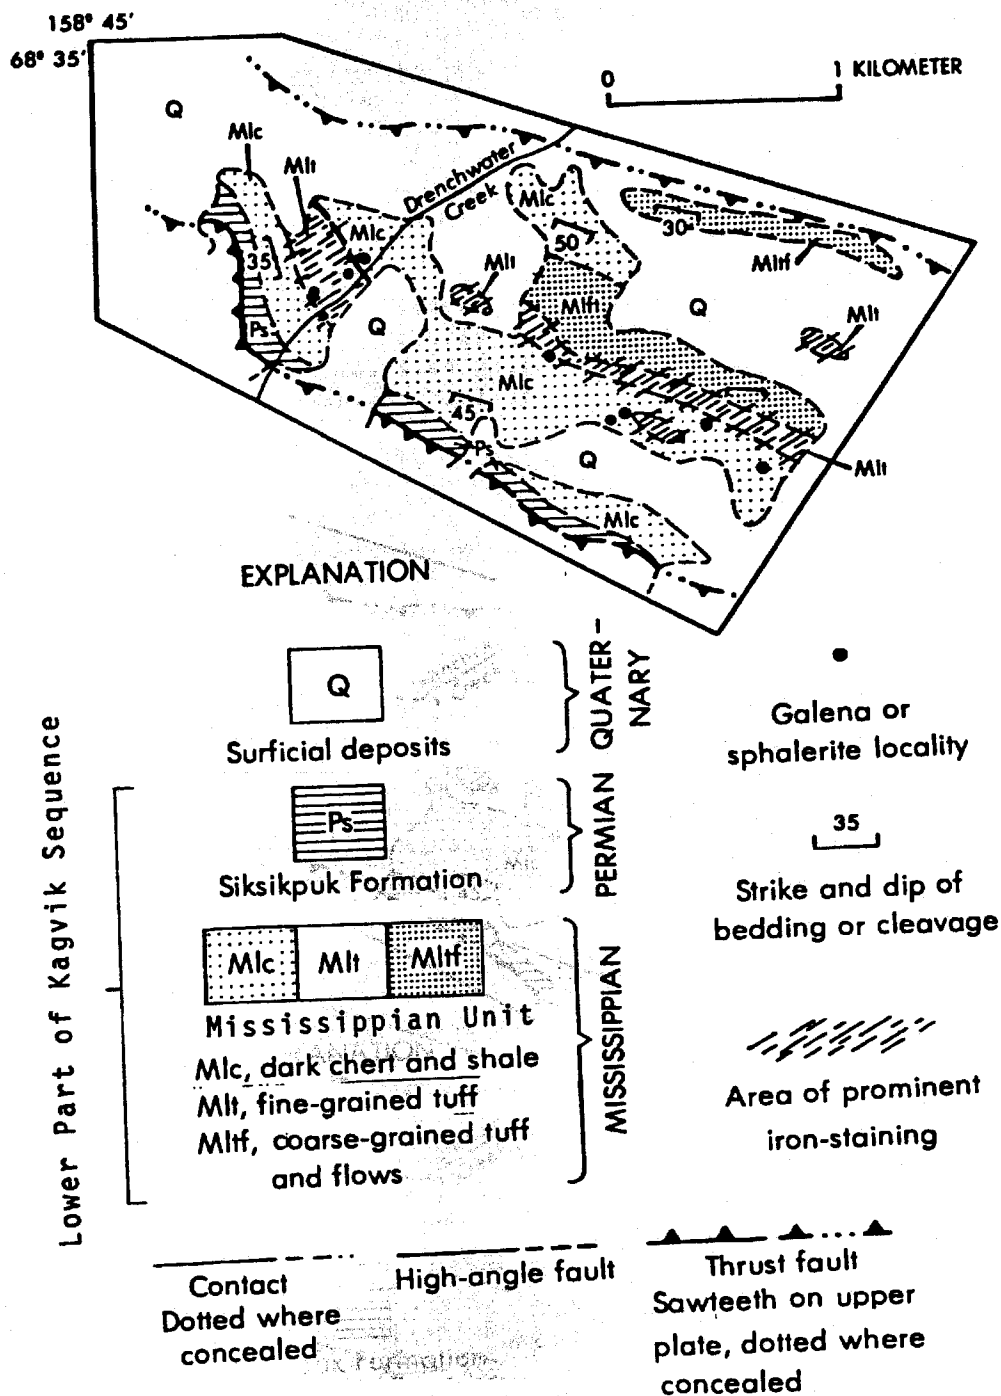 158° 45'
68° 35'
0
1 KILOMETER
Q
Mlc
Mlt
Drenchwater
Creek
Mlc
Mlc
50
30
Mltf
35
Mlt
Q
Mlft
Q
Mlt
Ps
Mlc
45
Ps
Q
Mlt
Mlc
EXPLANATION
Q
Surficial deposits
QUATER-
NARY
Ps
Siksikpuk Formation
PERMIAN
Mlc
Mlt
Mltf
Mississippian Unit
Mlc, dark chert and shale
Mlt, fine-grained tuff
Mltf, coarse-grained tuff
and flows
MISSISSIPPIAN
Lower Part of Kagvik Sequence
Galena or
sphalerite locality
35
Strike and dip of
bedding or cleavage
Area of prominent
iron-staining
Contact
Dotted where
concealed
High-angle fault
Thrust fault
Sawteeth on upper
plate, dotted where
concealed